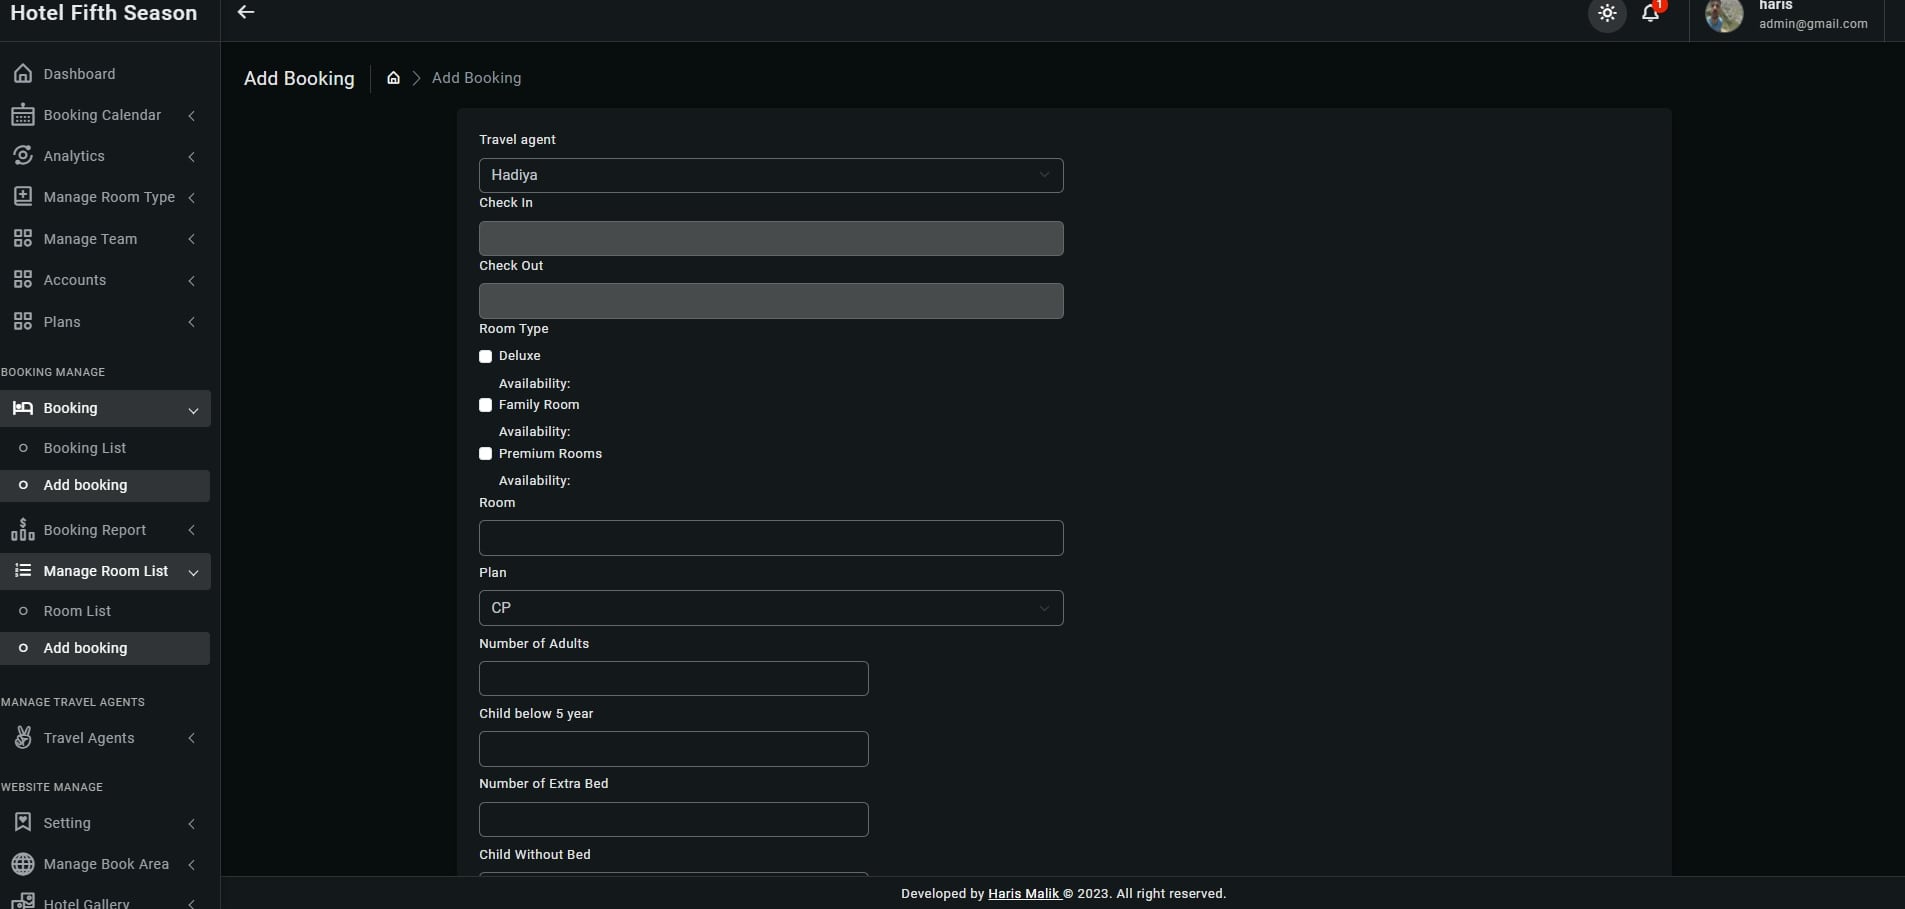 Hotel Fifth Season
1
haris
admin@gmail.com
Dashboard
Booking Calendar
Analytics
Manage Room Type
Manage Team
Accounts
Plans
BOOKING MANAGE
Booking
Booking List
Add booking
Booking Report
Manage Room List
Room List
Add booking
MANAGE TRAVEL AGENTS
Travel Agents
WEBSITE MANAGE
Setting
Manage Book Area
Hotel Gallery
Add Booking
Add Booking
Travel agent
Hadiya
Check In
Check Out
Room Type
Deluxe
Availability:
Family Room
Availability:
Premium Rooms
Availability:
Room
Plan
CP
Number of Adults
Child below 5 year
Number of Extra Bed
Child Without Bed
Developed by Haris Malik © 2023. All right reserved.